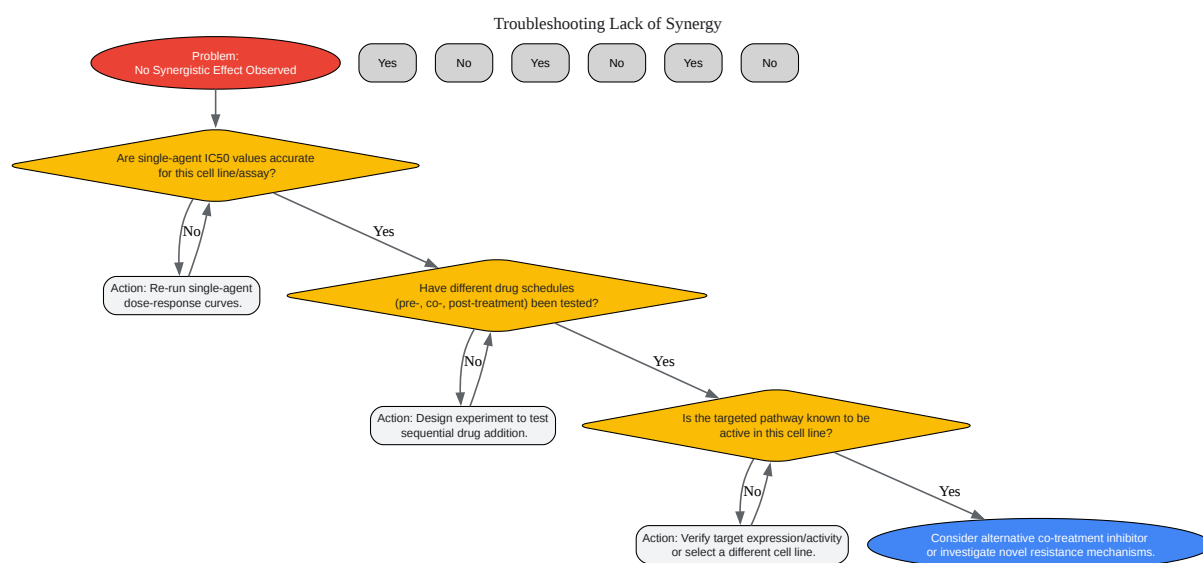 Troubleshooting Lack of Synergy
Problem:
No Synergistic Effect Observed
Yes
No
Yes
No
Yes
No
Are single-agent IC50 values accurate
for this cell line/assay?
No
Yes
Action: Re-run single-agent
dose-response curves.
Have different drug schedules
(pre-, co-, post-treatment) been tested?
No
Yes
Action: Design experiment to test
sequential drug addition.
Is the targeted pathway known to be
active in this cell line?
No
Yes
Action: Verify target expression/activity
or select a different cell line.
Consider alternative co-treatment inhibitor
or investigate novel resistance mechanisms.